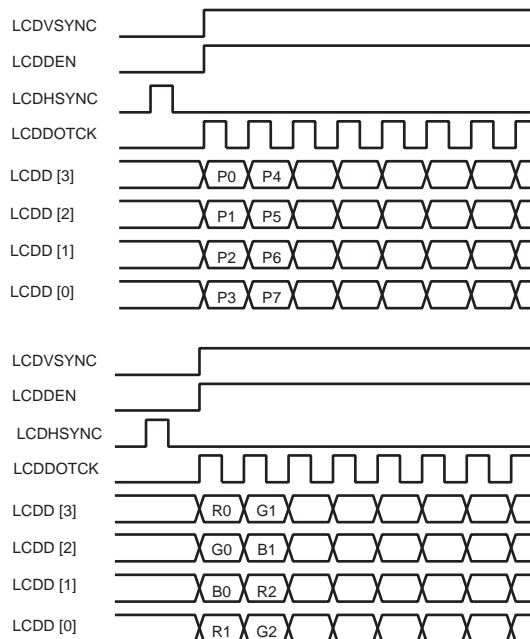 LCDVSYNC
LCDDEN
LCDHSYNC
LCDDOTCK
LCDD [3] P0 P4
LCDD [2] P1 P5
LCDD [1] P2 P6
LCDD [0] P3 P7
LCDVSYNC
LCDDEN
LCDHSYNC
LCDDOTCK
LCDD [3] R0 G1
LCDD [2] G0 B1
LCDD [1] B0 R2
LCDD [0] R1 G2